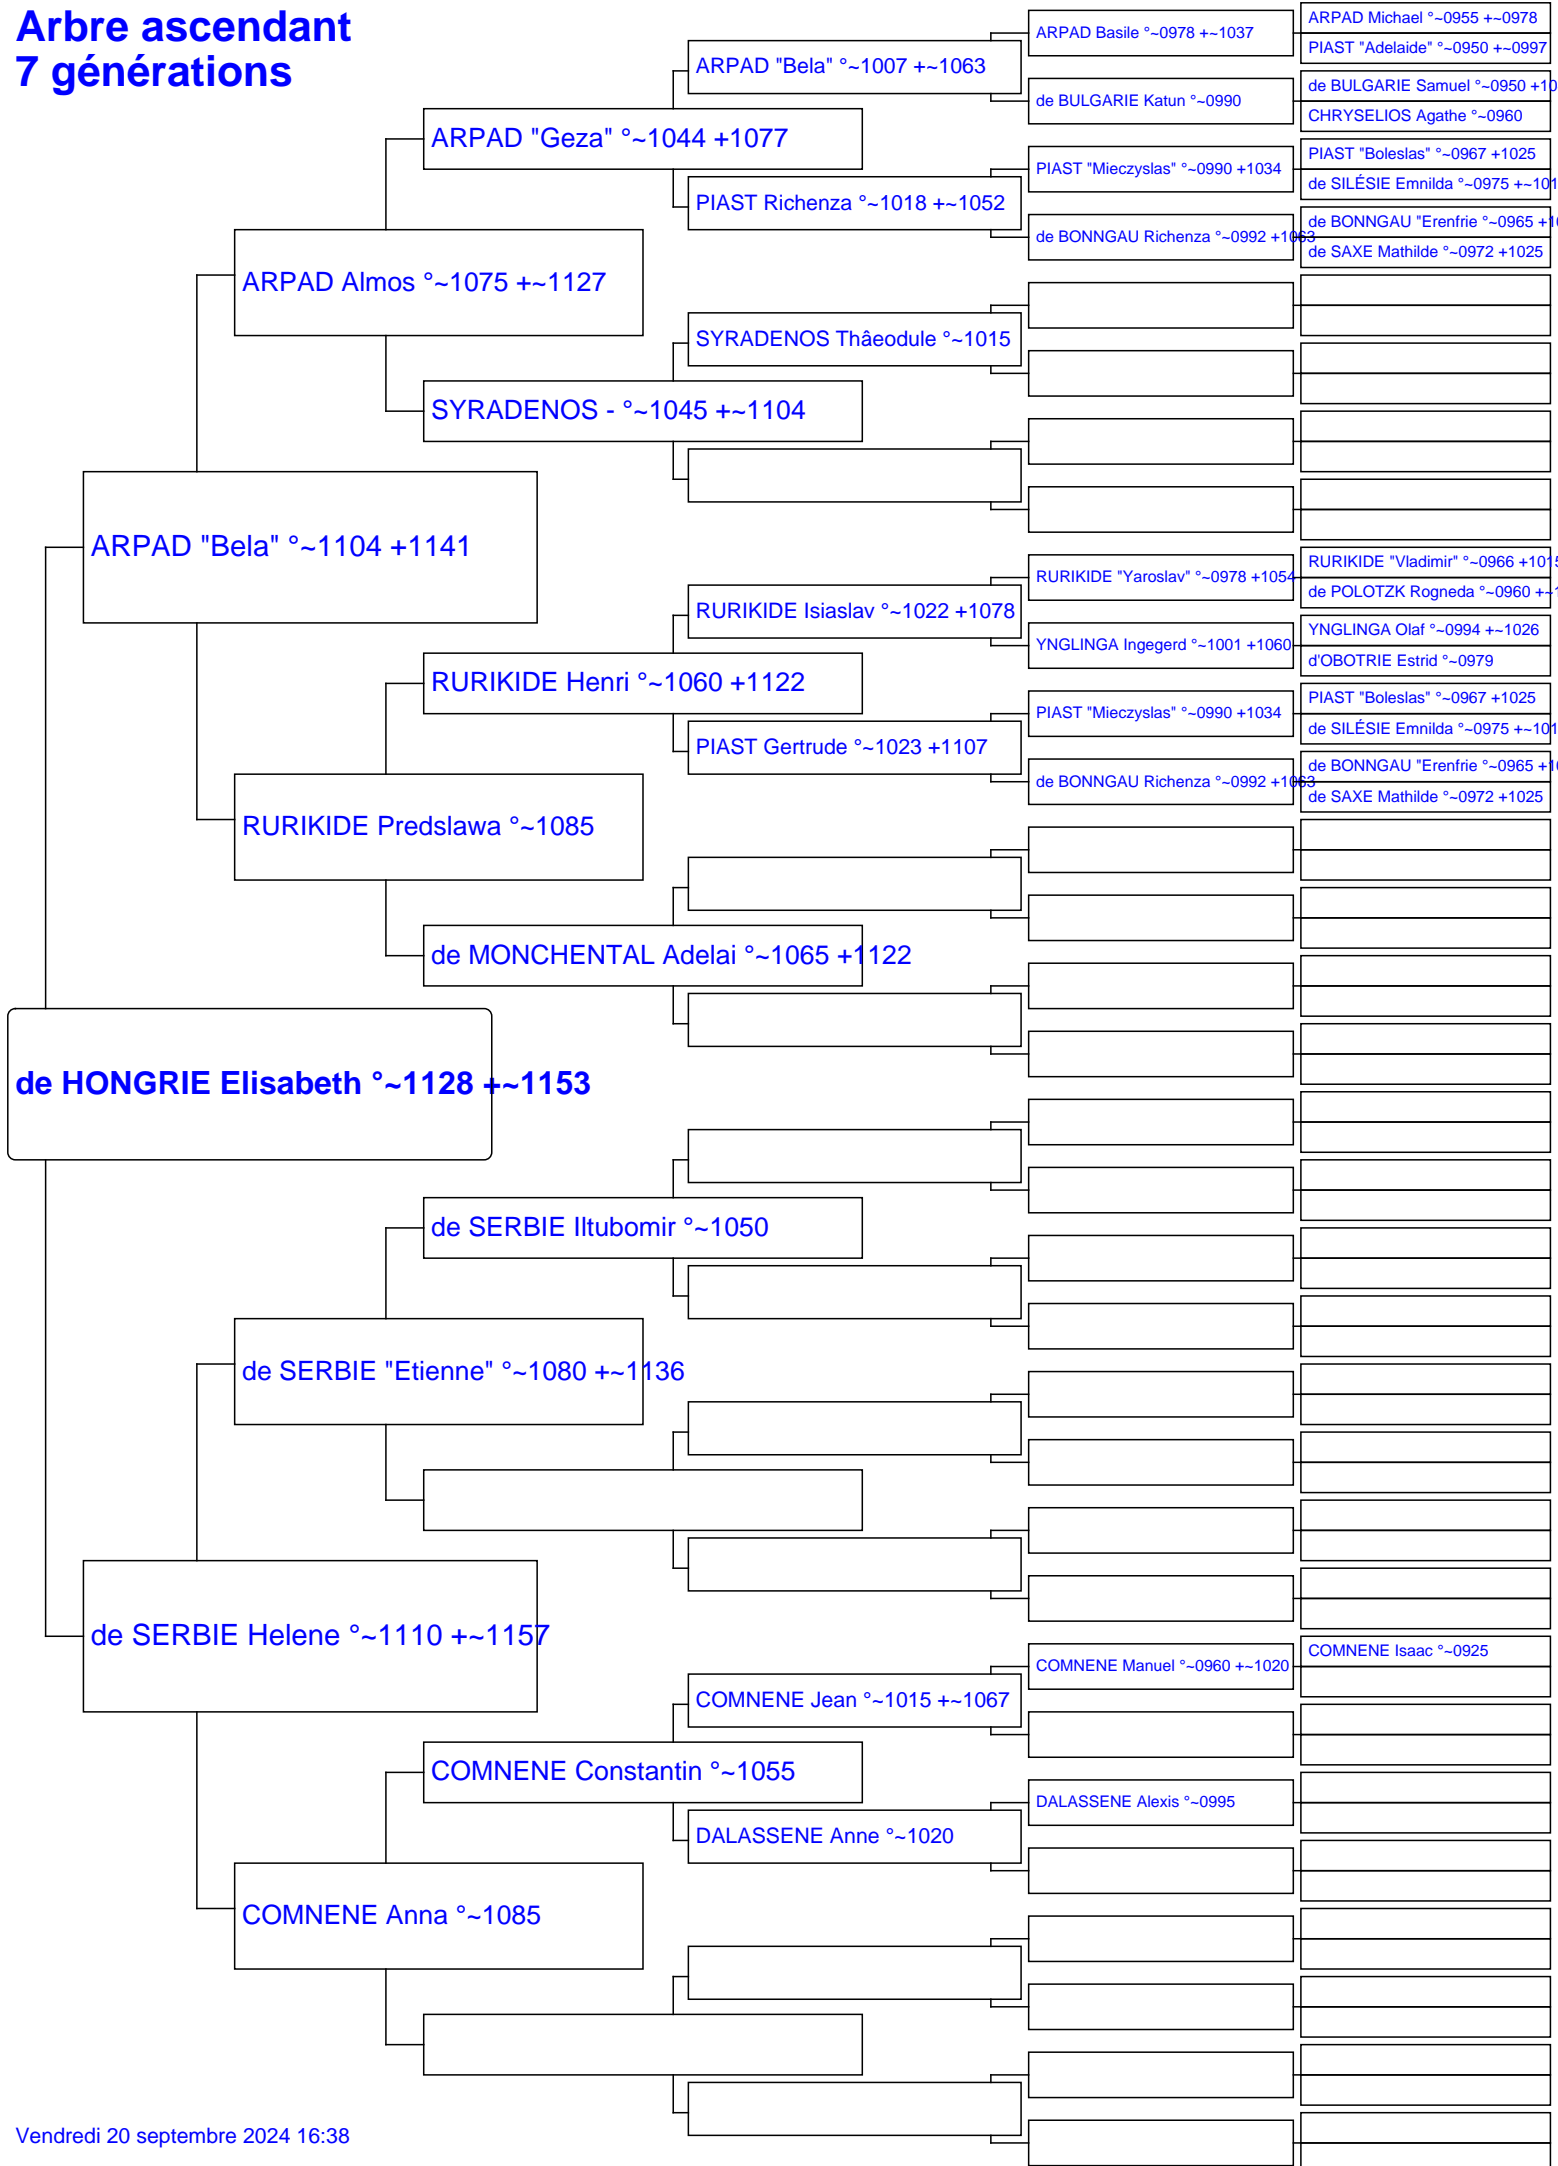 Arbre ascendant
7 générations
ARPAD Michael °~0955 +~0978
ARPAD Basile °~0978 +~1037
PIAST "Adelaide" °~0950 +~0997
ARPAD "Bela" °~1007 +~1063
de BULGARIE Samuel °~0950 +10
de BULGARIE Katun °~0990
CHRYSELIOS Agathe °~0960
ARPAD "Geza" °~1044 +1077
PIAST "Boleslas" °~0967 +1025
PIAST "Mieczyslas" °~0990 +1034
de SILÉSIE Emnilda °~0975 +~101
PIAST Richenza °~1018 +~1052
de BONNGAU "Erenfrie °~0965 +10
de BONNGAU Richenza °~0992 +1063
de SAXE Mathilde °~0972 +1025
ARPAD Almos °~1075 +~1127
SYRADENOS Thâeodule °~1015
SYRADENOS - °~1045 +~1104
ARPAD "Bela" °~1104 +1141
RURIKIDE "Vladimir" °~0966 +1015
RURIKIDE "Yaroslav" °~0978 +1054
de POLOTZK Rogneda °~0960 +~1
RURIKIDE Isiaslav °~1022 +1078
YNGLINGA Olaf °~0994 +~1026
YNGLINGA Ingegerd °~1001 +1060
d'OBOTRIE Estrid °~0979
RURIKIDE Henri °~1060 +1122
PIAST "Boleslas" °~0967 +1025
PIAST "Mieczyslas" °~0990 +1034
de SILÉSIE Emnilda °~0975 +~101
PIAST Gertrude °~1023 +1107
de BONNGAU "Erenfrie °~0965 +10
de BONNGAU Richenza °~0992 +1063
de SAXE Mathilde °~0972 +1025
RURIKIDE Predslawa °~1085
de MONCHENTAL Adelai °~1065 +1122
de HONGRIE Elisabeth °~1128 +~1153
de SERBIE Iltubomir °~1050
de SERBIE "Etienne" °~1080 +~1136
de SERBIE Helene °~1110 +~1157
COMNENE Isaac °~0925
COMNENE Manuel °~0960 +~1020
COMNENE Jean °~1015 +~1067
COMNENE Constantin °~1055
DALASSENE Alexis °~0995
DALASSENE Anne °~1020
COMNENE Anna °~1085
Vendredi 20 septembre 2024 16:38